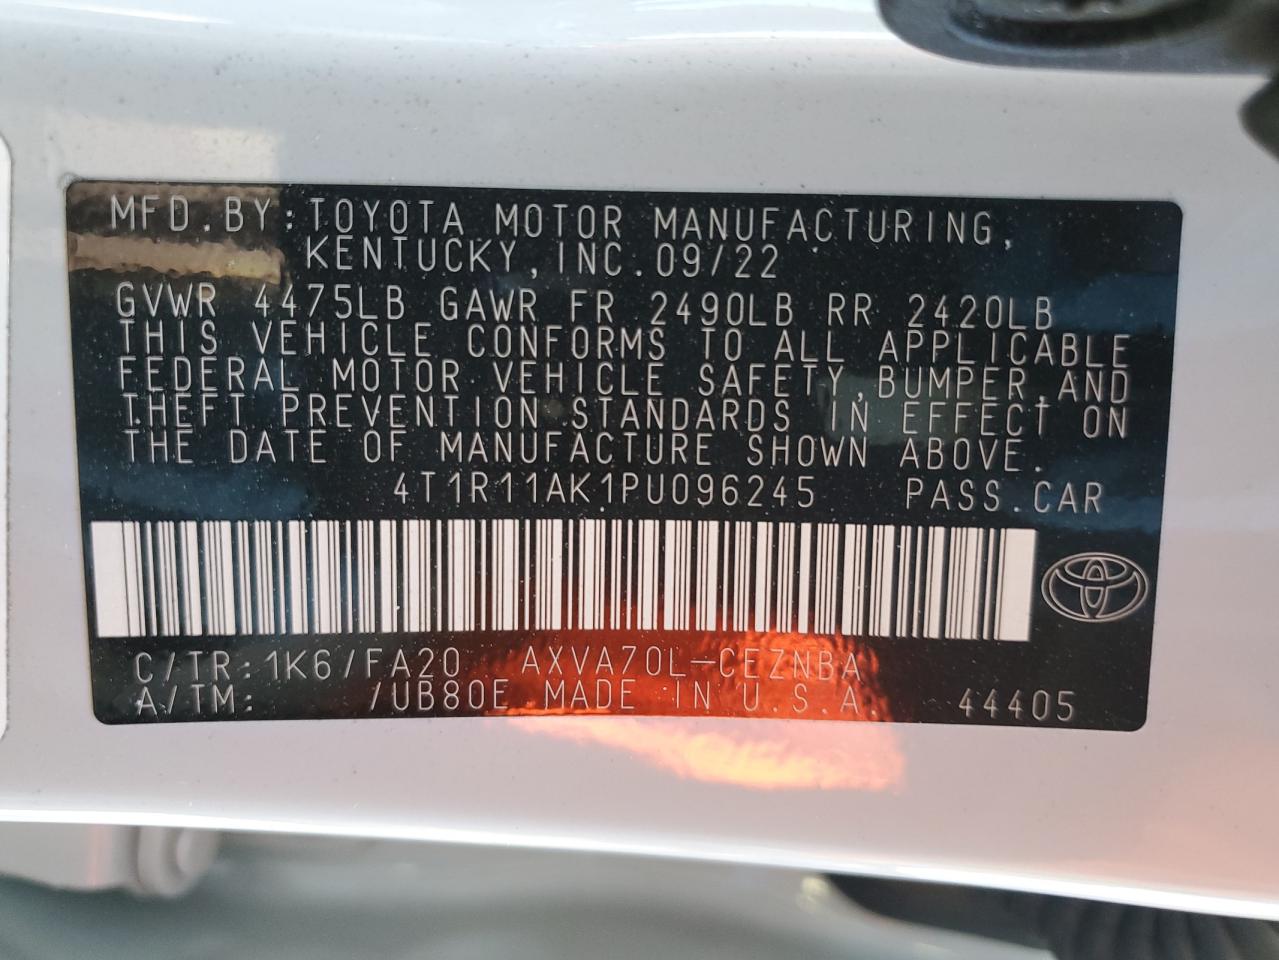 MFD.BY:TOYOTA MOTOR MANUFACTURING,
KENTUCKY,INC.09/22
GVWR 4475LB GAWR FR 2490LB RR 2420LB
THIS VEHICLE CONFORMS TO ALL APPLICABLE
FEDERAL MOTOR VEHICLE SAFETY,BUMPER,AND
THEFT PREVENTION STANDARDS IN EFFECT ON
THE DATE OF MANUFACTURE SHOWN ABOVE.
4T1R11AK1PU096245 PASS.CAR
C/TR:1K6/FA20 AXVA70L-CEZNBA
A/TM: /UB80E MADE IN U.S.A. 44405